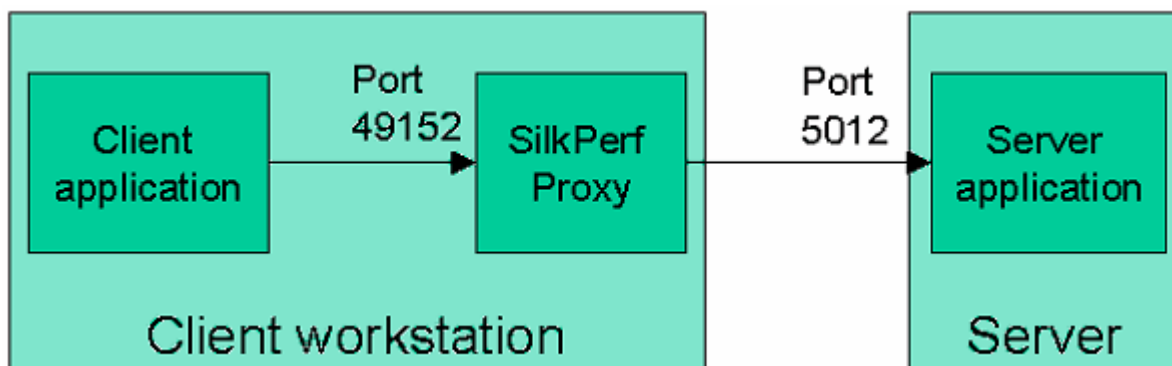 Client
application
Port
49152
SilkPerf
Proxy
Port
5012
Server
application
Client workstation
Server